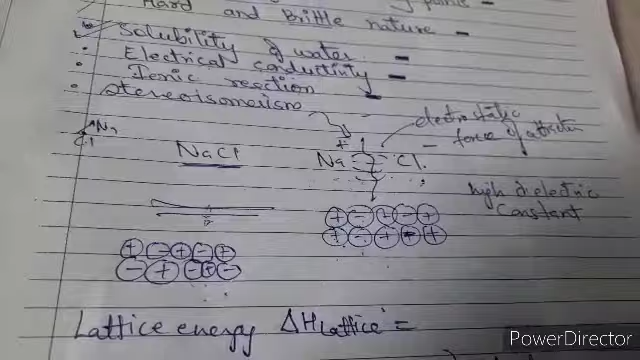 Hard and Brittle nature -
Solubility of water -
Electrical conductivity -
Ionic reaction -
Stereoisomerism
electrostatic
force of attraction
Na
Cl
NaCl
Na Cl.
high dielectric
Constant
+ - + - +
+ - + + +
+ - + - +
- + - + -
Lattice energy ΔHLattice =
PowerDirector